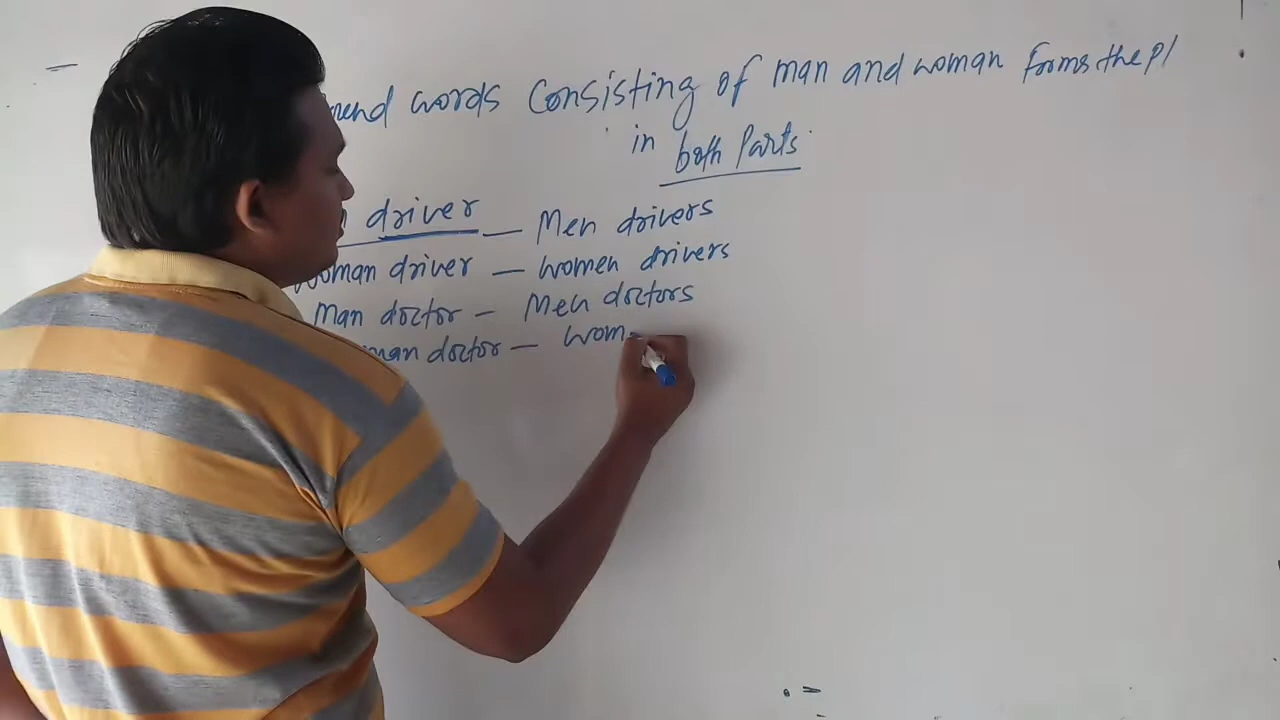 words consisting of man and woman forms the pl
in both Parts
driver — Men drivers
woman driver — women drivers
Man doctor — Men doctors
doctor — wom